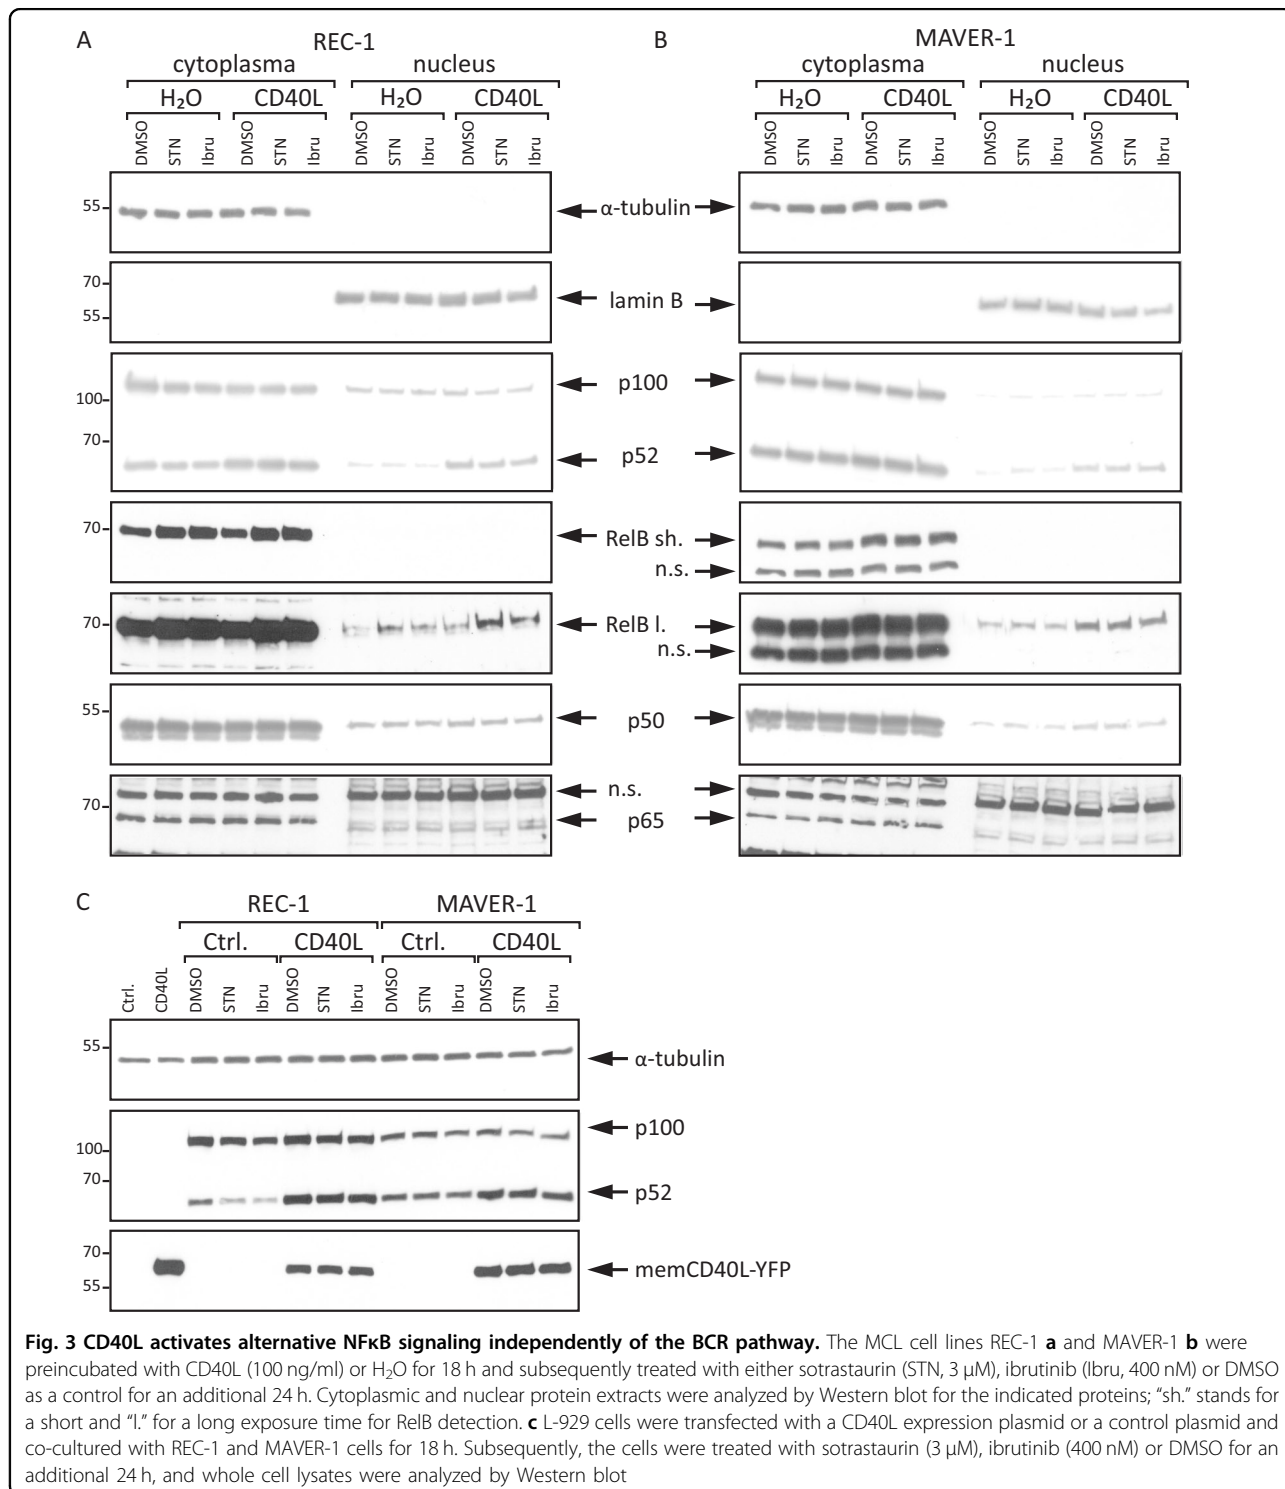 A
REC-1
cytoplasma
nucleus
H₂O
CD40L
H₂O
CD40L
DMSO
STN
Ibru
DMSO
STN
Ibru
DMSO
STN
Ibru
DMSO
STN
Ibru
B
MAVER-1
cytoplasma
nucleus
H₂O
CD40L
H₂O
CD40L
DMSO
STN
Ibru
DMSO
STN
Ibru
DMSO
STN
Ibru
DMSO
STN
Ibru
55
α-tubulin
70
55
lamin B
100
70
p100
p52
70
RelB sh.
n.s.
70
RelB l.
n.s.
55
p50
70
n.s.
p65
C
REC-1
MAVER-1
Ctrl.
CD40L
Ctrl.
CD40L
Ctrl.
CD40L
DMSO
STN
Ibru
DMSO
STN
Ibru
DMSO
STN
Ibru
DMSO
STN
Ibru
55
α-tubulin
100
70
p100
p52
70
55
memCD40L-YFP
Fig. 3 CD40L activates alternative NFκB signaling independently of the BCR pathway. The MCL cell lines REC-1 a and MAVER-1 b were
preincubated with CD40L (100 ng/ml) or H₂O for 18 h and subsequently treated with either sotrastaurin (STN, 3 µM), ibrutinib (Ibru, 400 nM) or DMSO
as a control for an additional 24 h. Cytoplasmic and nuclear protein extracts were analyzed by Western blot for the indicated proteins; “sh.” stands for
a short and “l.” for a long exposure time for RelB detection. c L-929 cells were transfected with a CD40L expression plasmid or a control plasmid and
co-cultured with REC-1 and MAVER-1 cells for 18 h. Subsequently, the cells were treated with sotrastaurin (3 µM), ibrutinib (400 nM) or DMSO for an
additional 24 h, and whole cell lysates were analyzed by Western blot